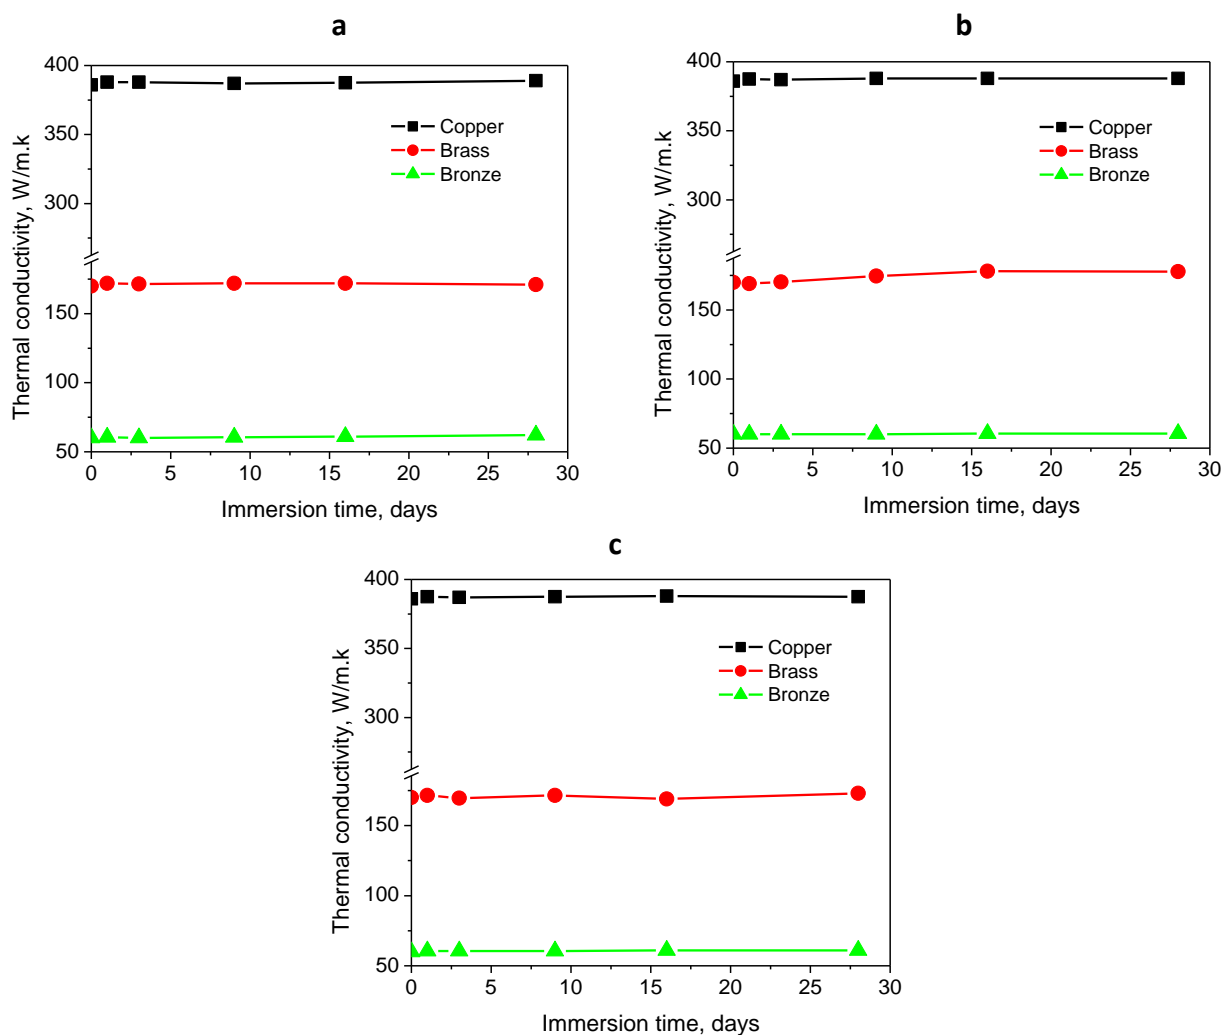 a
400
350
300
150
100
50
0 5 10 15 20 25 30
Thermal conductivity, W/m.k
Immersion time, days
Copper
Brass
Bronze
b
400
350
300
150
100
50
0 5 10 15 20 25 30
Thermal conductivity, W/m.k
Immersion time, days
Copper
Brass
Bronze
c
400
350
300
150
100
50
0 5 10 15 20 25 30
Thermal conductivity, W/m.k
Immersion time, days
Copper
Brass
Bronze